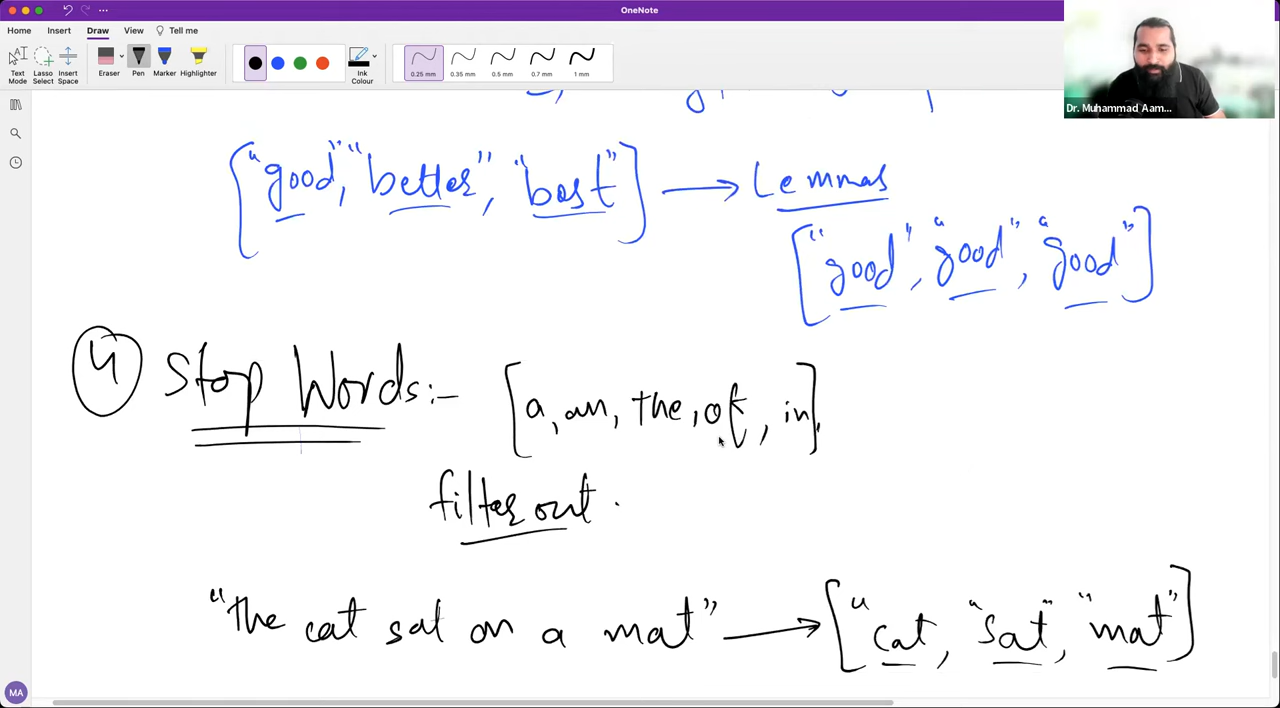 OneNote
Home Insert Draw View Tell me
Text Mode Lasso Select Insert Space Eraser Pen Marker Highlighter Ink Colour 0.25 mm 0.35 mm 0.5 mm 0.7 mm 1 mm
Dr. Muhammad Aam...
["good", "better", "best"] → Lemmas
["good", "good", "good"]
4 Stop Words:- [a, an, the, of, in].
filter out.
"the cat sat on a mat" → ["cat, "sat", "mat"]
MA